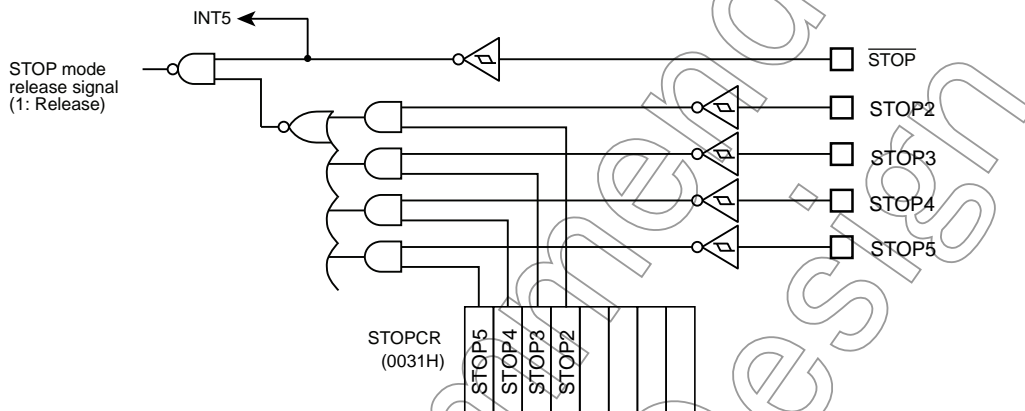 INT5
STOP mode
release signal
(1: Release)
STOP
STOP2
STOP3
STOP4
STOP5
STOPCR
(0031H)
STOP5
STOP4
STOP3
STOP2